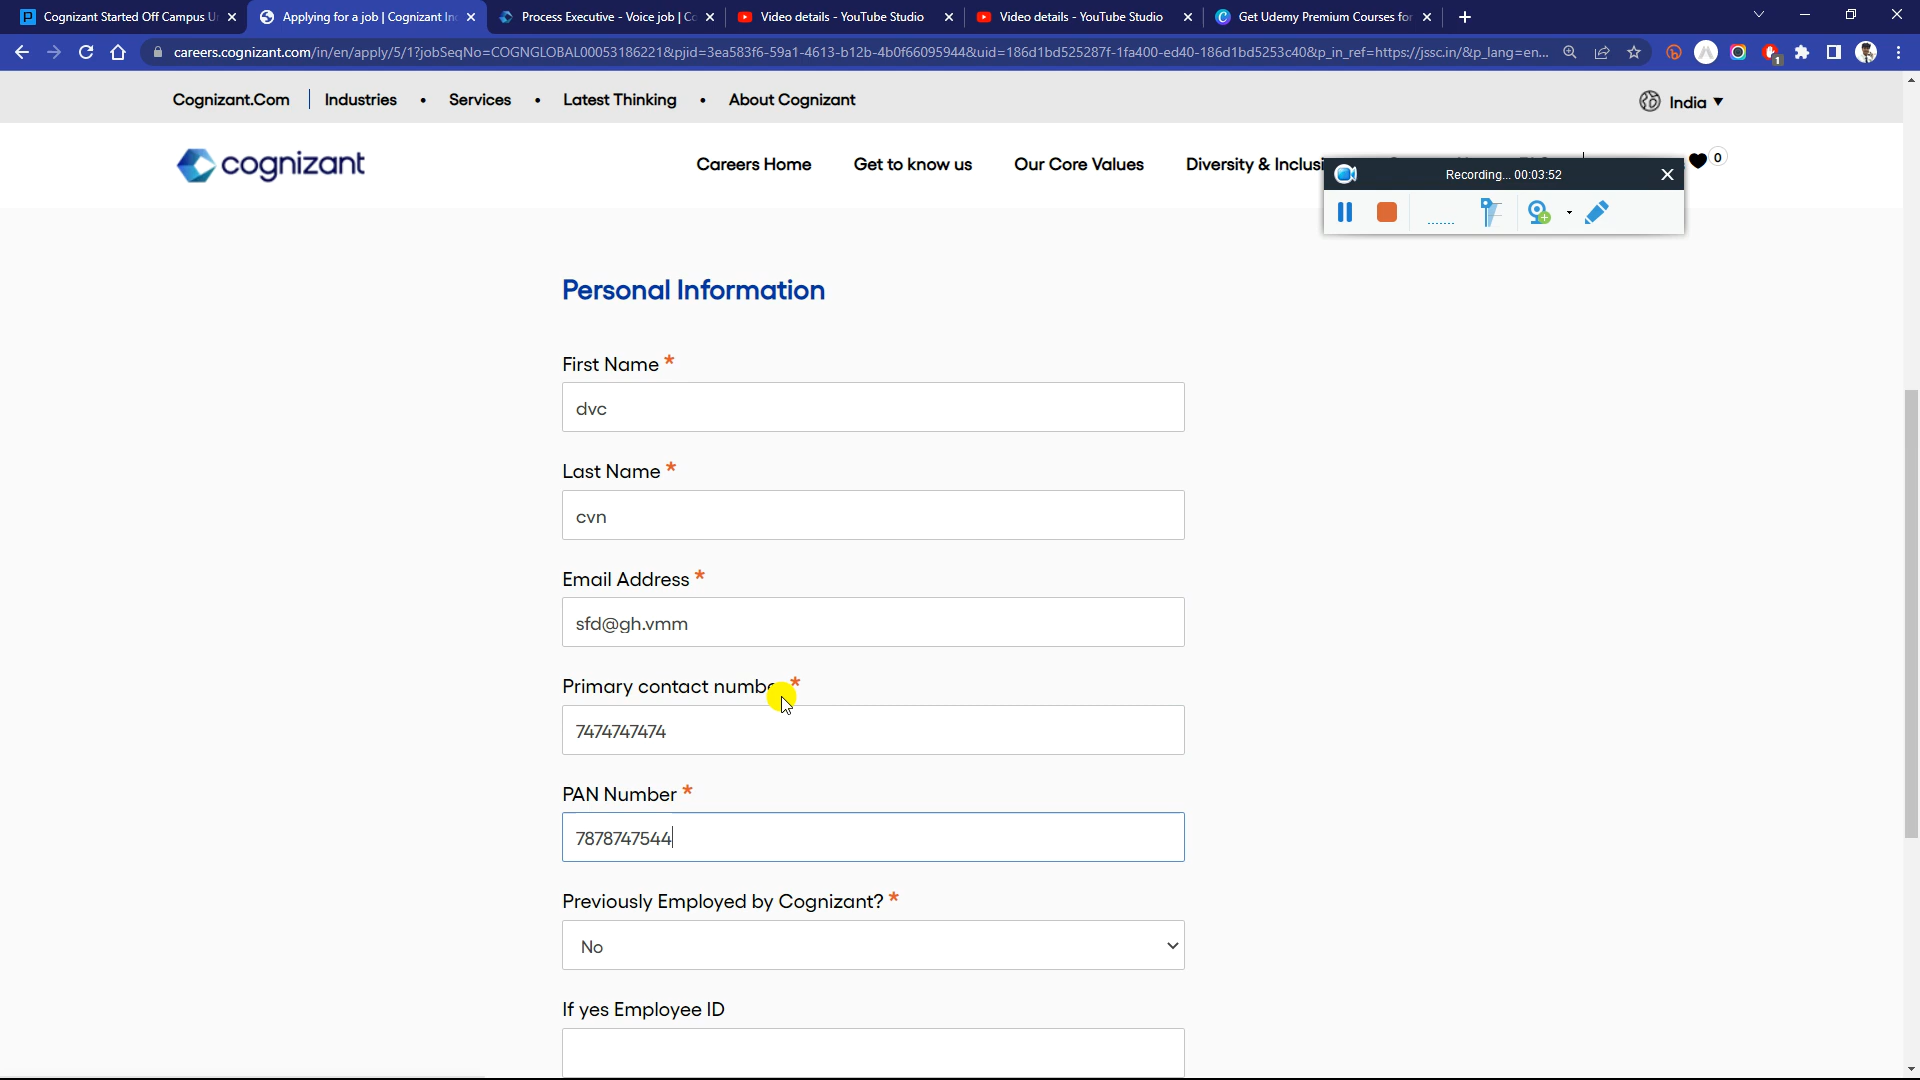 Cognizant Started Off Campus U
Applying for a job | Cognizant In
Process Executive - Voice job | C
Video details - YouTube Studio
Video details - YouTube Studio
Get Udemy Premium Courses for
careers.cognizant.com/in/en/apply/5/1?jobSeqNo=COGNGLOBAL00053186221&pjid=3ea583f6-59a1-4613-b12b-4b0f66095944&uid=186d1bd525287f-1fa400-ed40-186d1bd5253c40&p_in_ref=https://jssc.in/&p_lang=en...
1
Cognizant.Com
Industries
•
Services
•
Latest Thinking
•
About Cognizant
India
cognizant
Careers Home
Get to know us
Our Core Values
Diversity & Inclusi
0
Recording... 00:03:52
Personal Information
First Name *
dvc
Last Name *
cvn
Email Address *
sfd@gh.vmm
Primary contact numbe *
7474747474
PAN Number *
7878747544
Previously Employed by Cognizant? *
No
If yes Employee ID